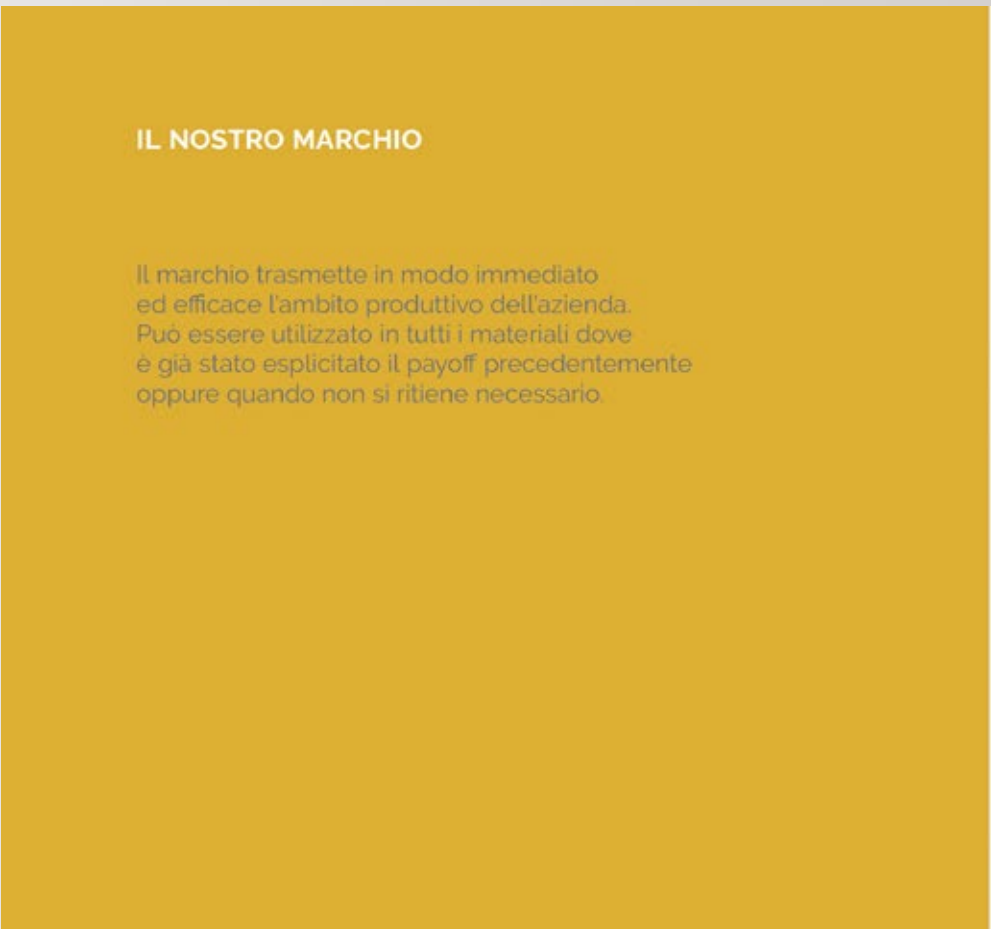 IL NOSTRO MARCHIO
Il marchio trasmette in modo immediato
ed efficace l'ambito produttivo dell'azienda.
Può essere utilizzato in tutti i materiali dove
è già stato esplicitato il payoff precedentemente
oppure quando non si ritiene necessario.